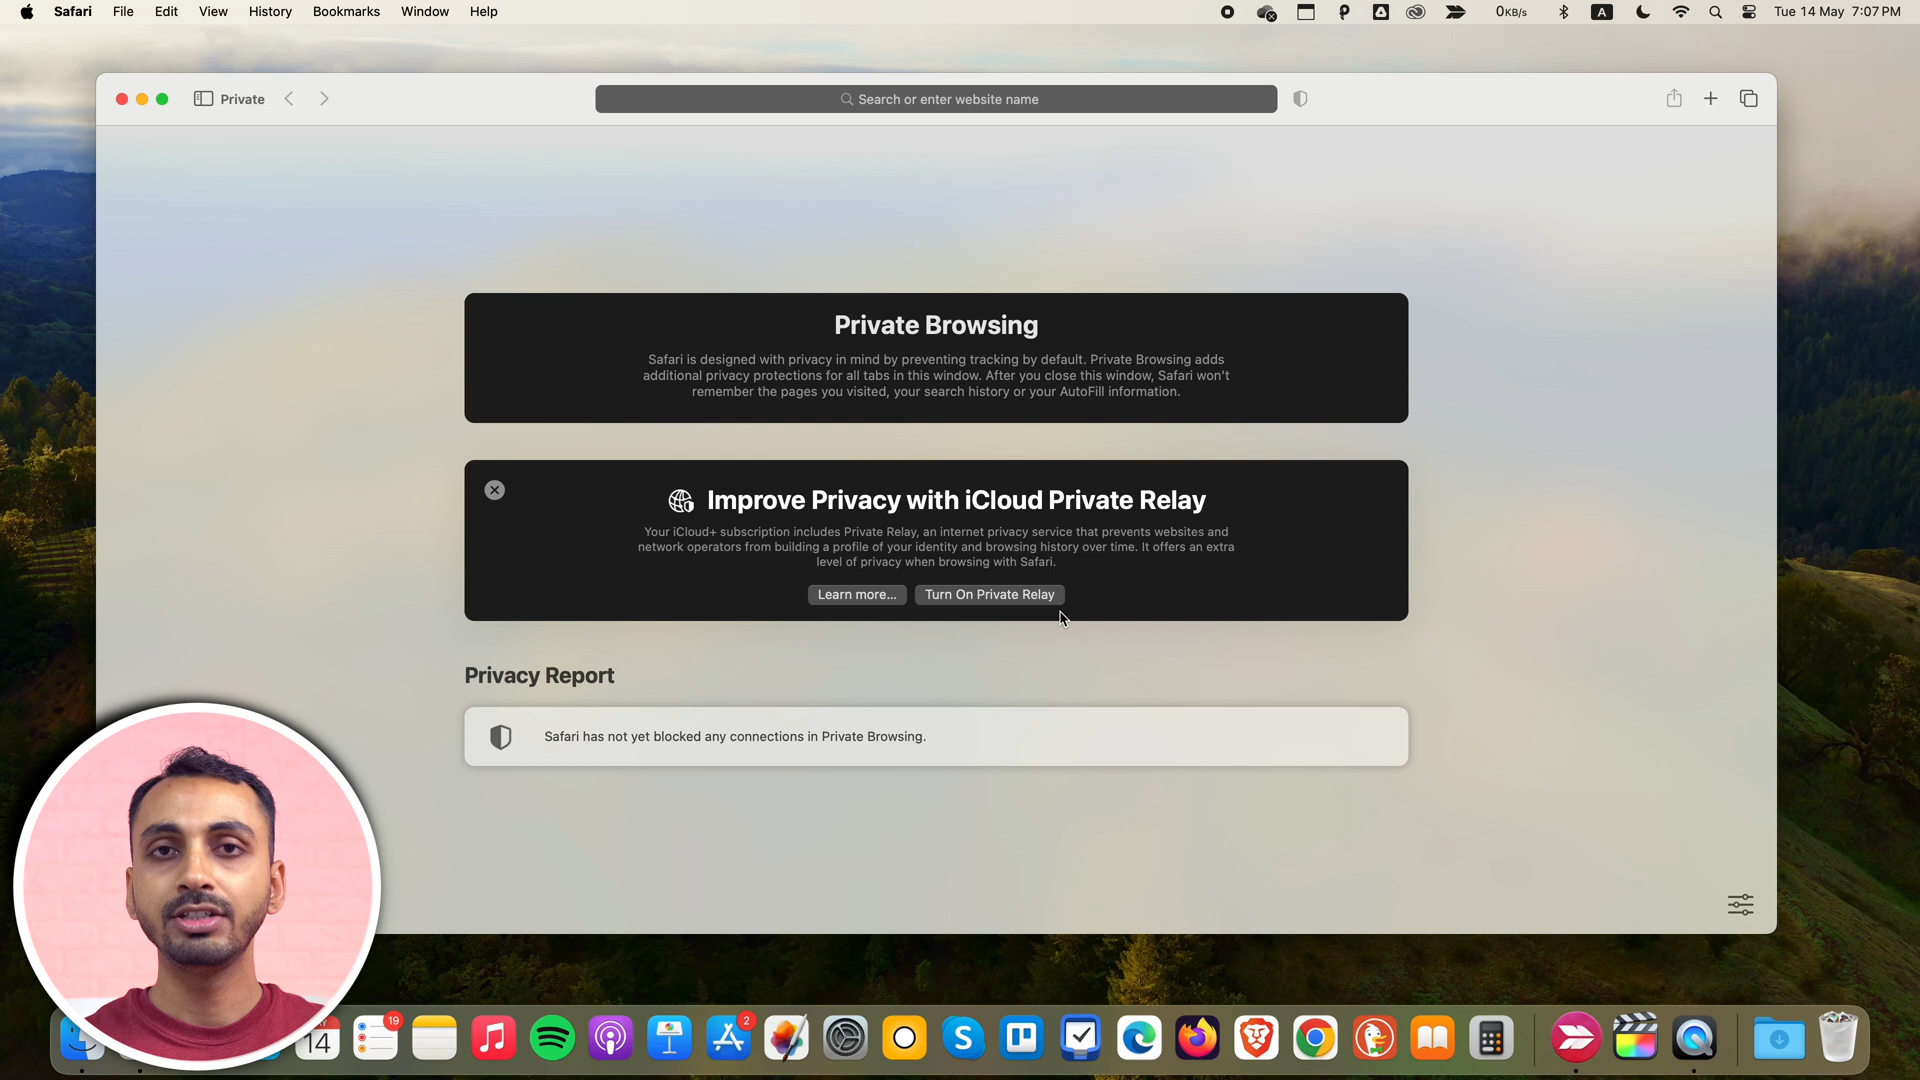 Safari File Edit View History Bookmarks Window Help
0KB/s
A
Tue 14 May 7:07 PM
Private
Search or enter website name
Private Browsing
Safari is designed with privacy in mind by preventing tracking by default. Private Browsing adds
additional privacy protections for all tabs in this window. After you close this window, Safari won't
remember the pages you visited, your search history or your AutoFill information.
Improve Privacy with iCloud Private Relay
Your iCloud+ subscription includes Private Relay, an internet privacy service that prevents websites and
network operators from building a profile of your identity and browsing history over time. It offers an extra
level of privacy when browsing with Safari.
Learn more... Turn On Private Relay
Privacy Report
Safari has not yet blocked any connections in Private Browsing.
14
19
2